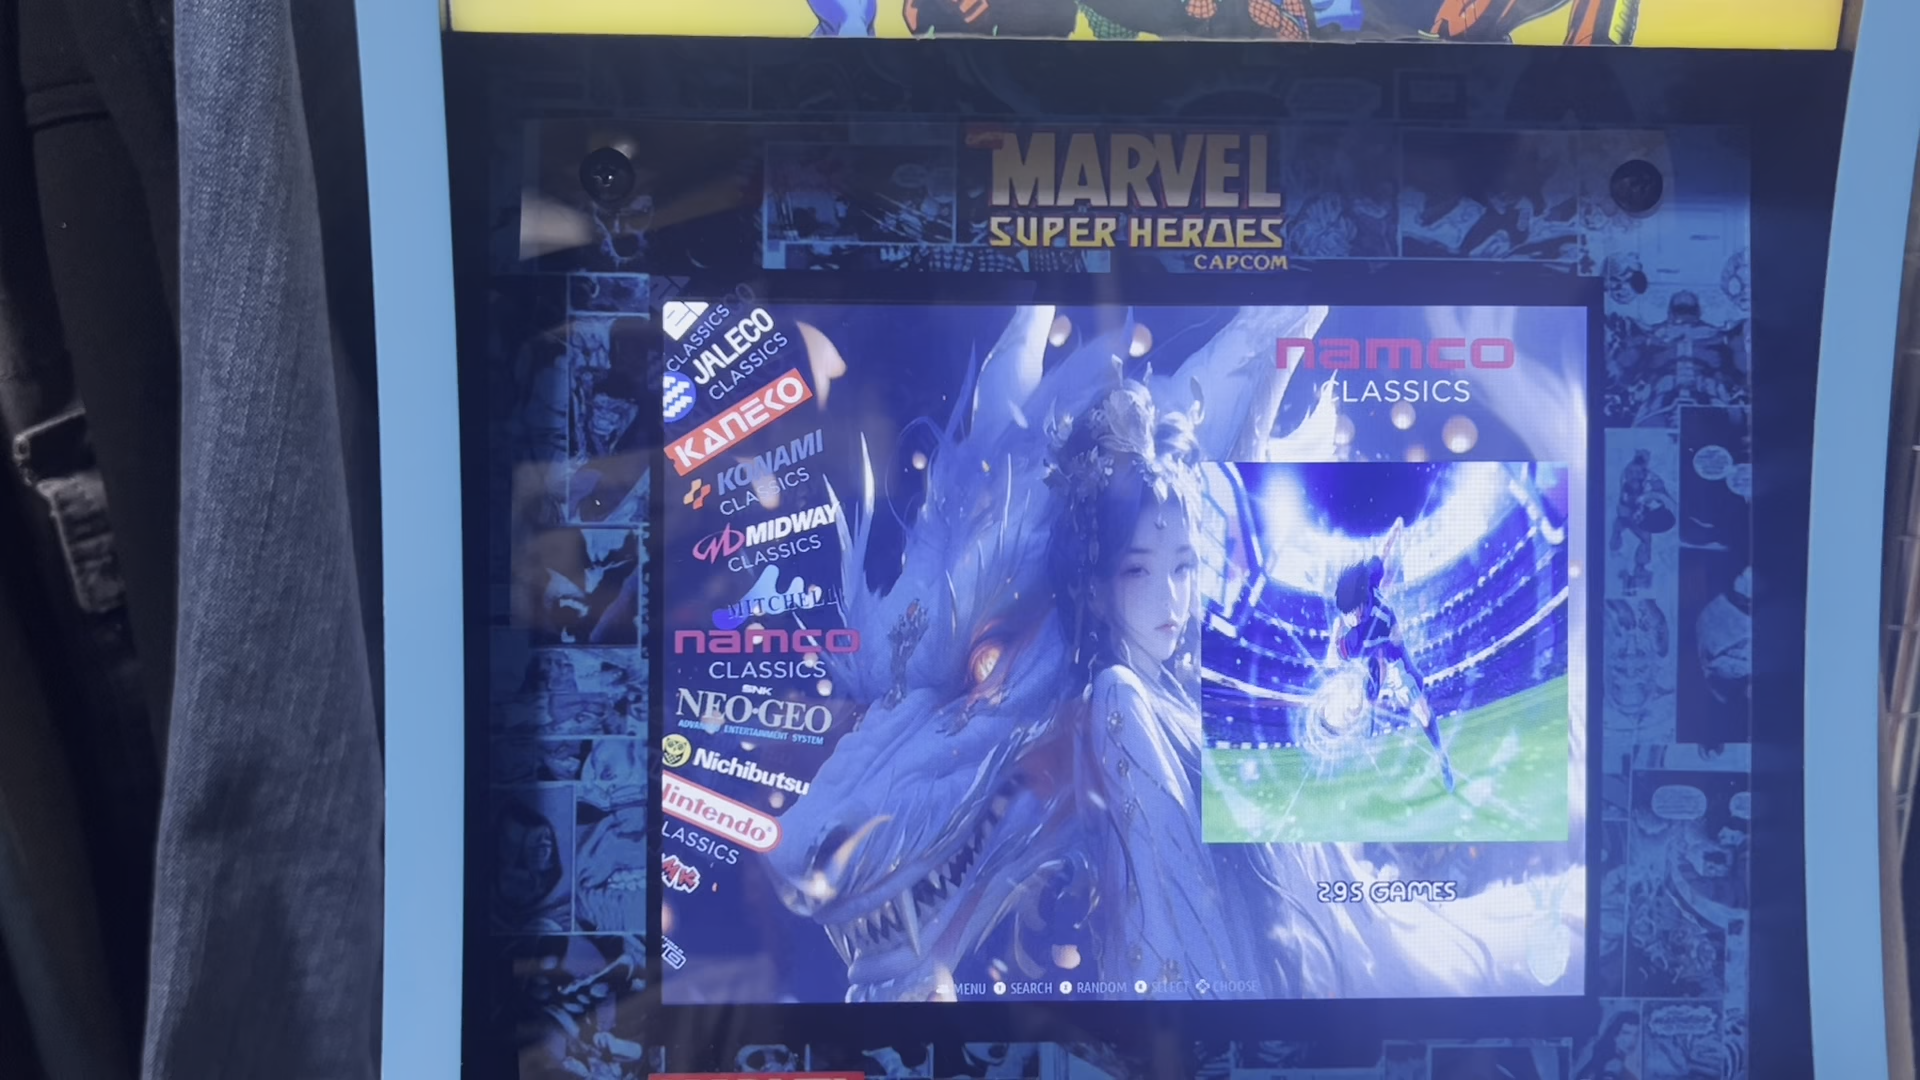 MARVEL
SUPER HEROES
CAPCOM
CLASSICS
JALECO
CLASSICS
KANEKO
KONAMI
CLASSICS
MIDWAY
CLASSICS
MITCHELL
namco
CLASSICS
SNK
NEO·GEO
ADVANCED ENTERTAINMENT SYSTEM
Nichibutsu
Nintendo
CLASSICS
MK
namco
CLASSICS
295 GAMES
MENU SEARCH RANDOM SELECT CHOOSE